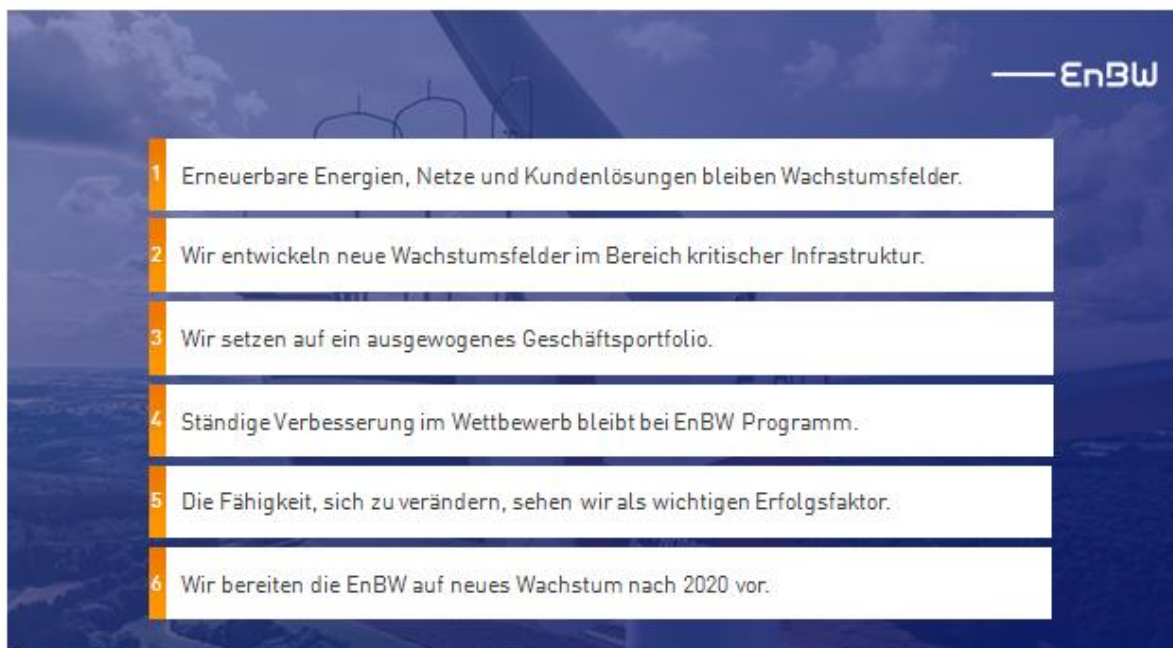 EnBW
1 Erneuerbare Energien, Netze und Kundenlösungen bleiben Wachstumsfelder.
2 Wir entwickeln neue Wachstumsfelder im Bereich kritischer Infrastruktur.
3 Wir setzen auf ein ausgewogenes Geschäftsportfolio.
4 Ständige Verbesserung im Wettbewerb bleibt bei EnBW Programm.
5 Die Fähigkeit, sich zu verändern, sehen wir als wichtigen Erfolgsfaktor.
6 Wir bereiten die EnBW auf neues Wachstum nach 2020 vor.